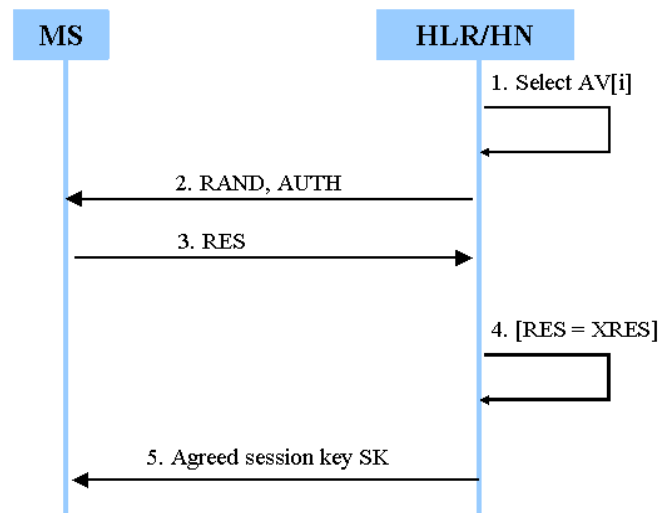 MS
HLR/HN
1. Select AV[i]
2. RAND, AUTH
3. RES
4. [RES = XRES]
5. Agreed session key SK